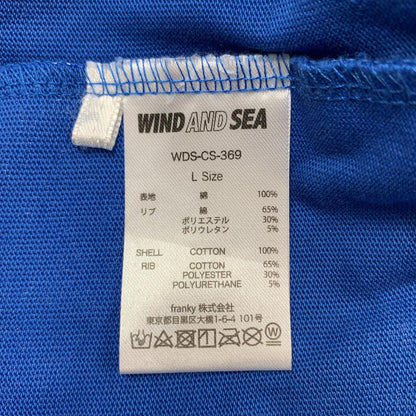 WIND AND SEA
WDS-CS-369
L Size
表地 綿 100%
リブ 綿 65%
ポリエステル 30%
ポリウレタン 5%
SHELL COTTON 100%
RIB COTTON 65%
POLYESTER 30%
POLYURETHANE 5%
franky 株式会社
東京都目黒区大橋1-6-4 101号